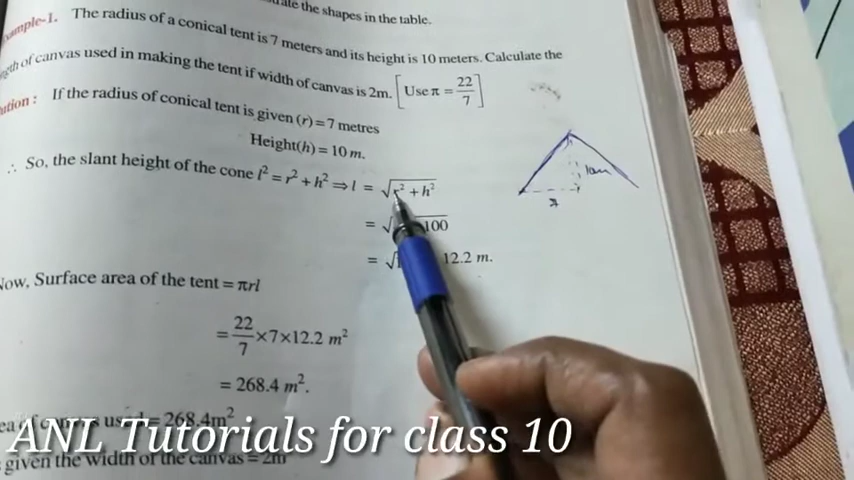 the shapes in the table.
Example-1. The radius of a conical tent is 7 meters and its height is 10 meters. Calculate the
of canvas used in making the tent if width of canvas is 2m. [Use π = 22/7]
ution : If the radius of conical tent is given (r) = 7 metres
Height(h) = 10 m.
∴ So, the slant height of the cone l² = r² + h² ⇒ l = √(r² + h²)
= √ 100
= √ 12.2 m.
Now, Surface area of the tent = πrl
= 22/7 ×7×12.2 m²
= 268.4 m².
268.4m²
ANL Tutorials for class 10
given the width of the canvas = 2m
10m